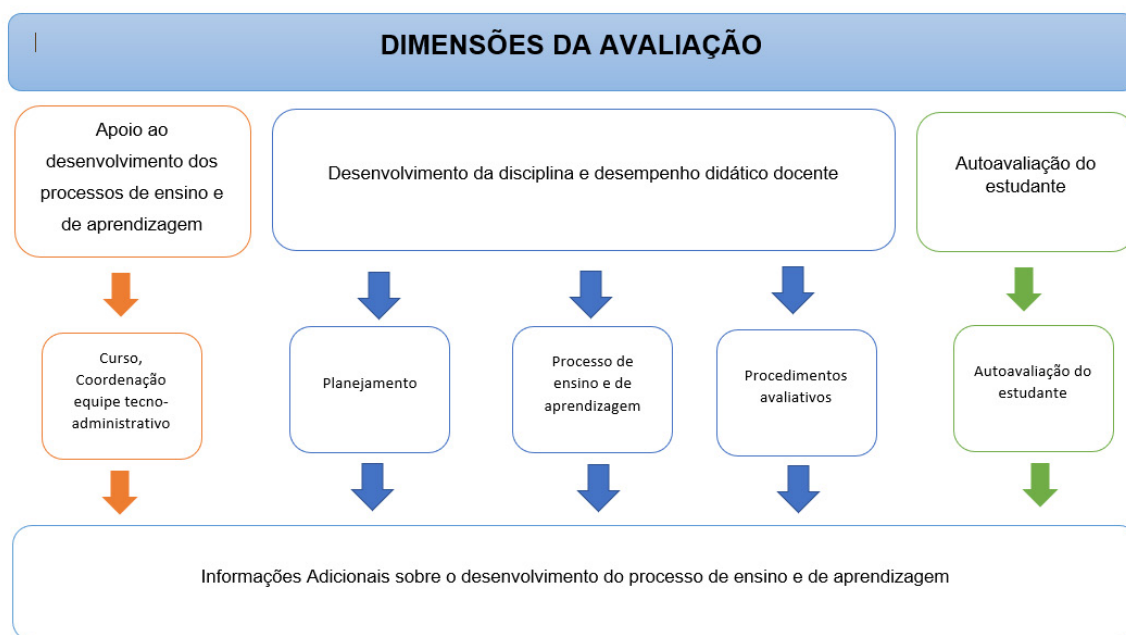 DIMENSÕES DA AVALIAÇÃO
Apoio ao
desenvolvimento dos
processos de ensino e
de aprendizagem
Desenvolvimento da disciplina e desempenho didático docente
Autoavaliação do
estudante
Curso,
Coordenação
equipe tecno-
administrativo
Planejamento
Processo de
ensino e de
aprendizagem
Procedimentos
avaliativos
Autoavaliação do
estudante
Informações Adicionais sobre o desenvolvimento do processo de ensino e de aprendizagem